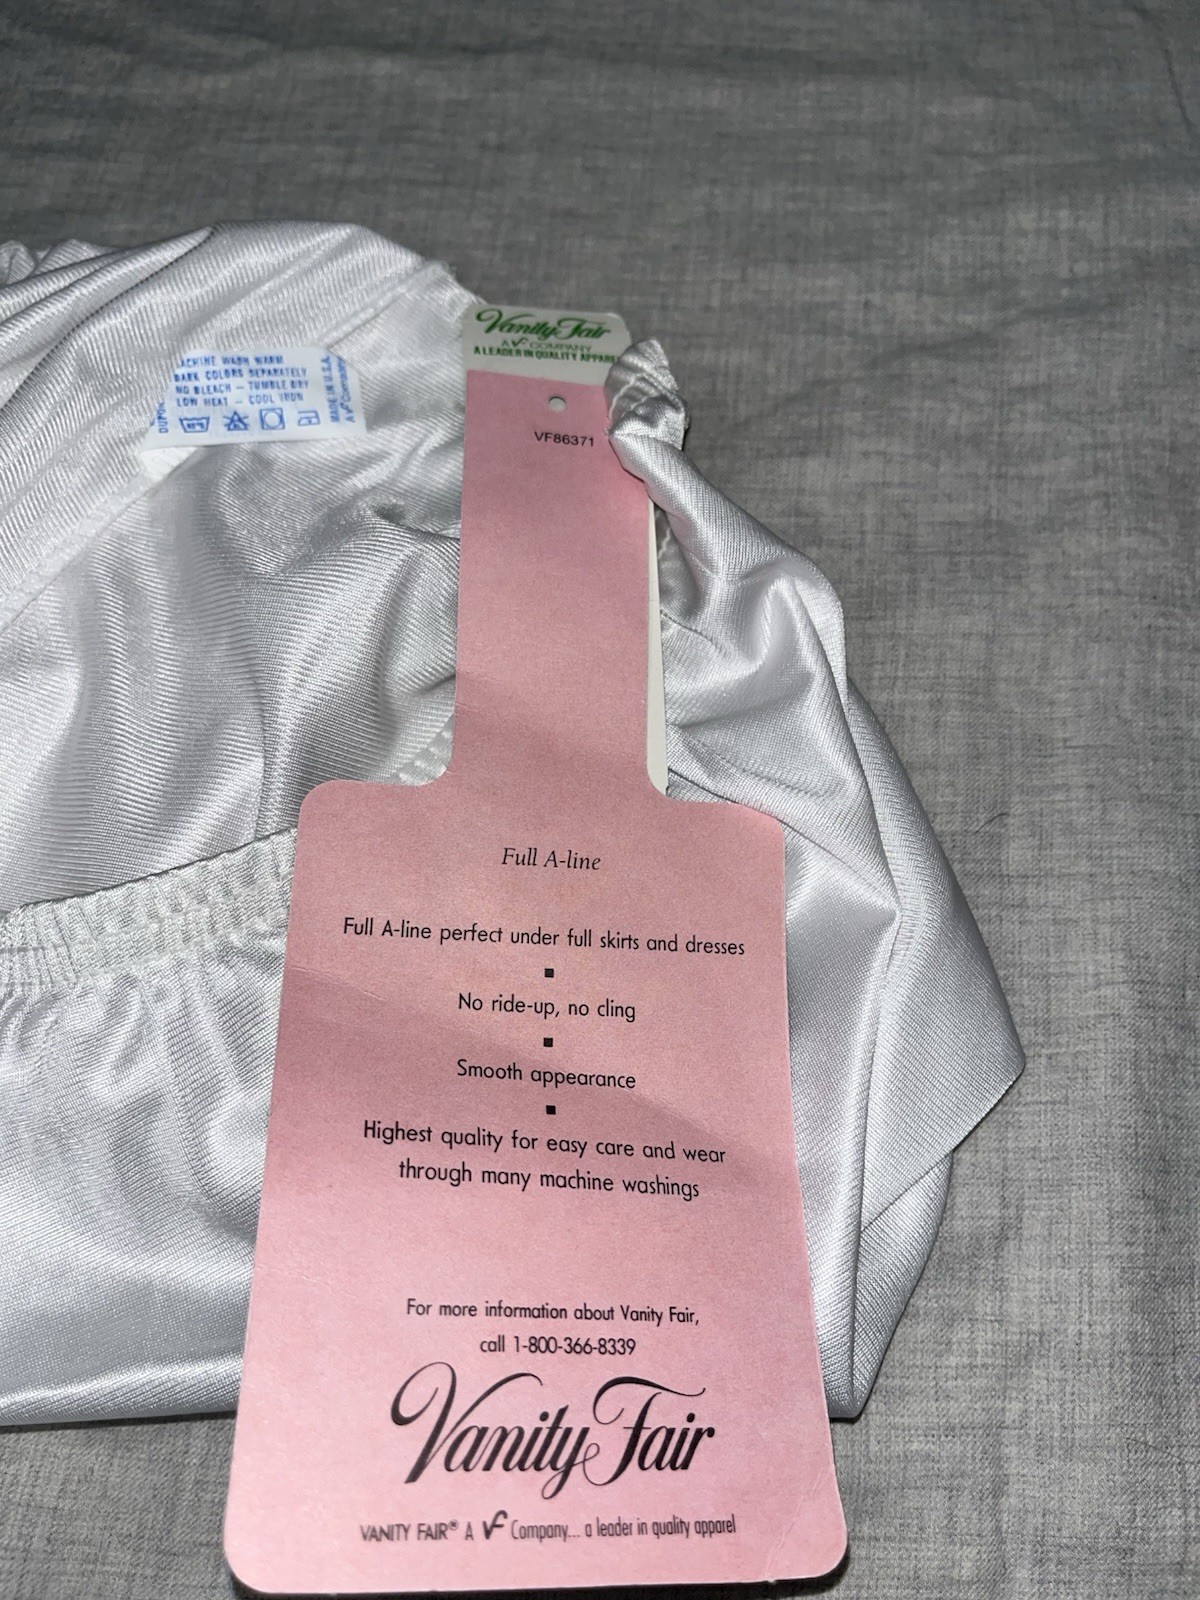 Vanity Fair
A VF COMPANY
A LEADER IN QUALITY
MACHINE WASH WARM
DARK COLORS SEPARATELY
NO BLEACH – TUMBLE DRY
LOW HEAT – COOL IRON
MADE IN U.S.A.
A VF Company
VF86371
Full A-line
Full A-line perfect under full skirts and dresses
No ride-up, no cling
Smooth appearance
Highest quality for easy care and wear
through many machine washings
For more information about Vanity Fair,
call 1-800-366-8339
Vanity Fair
VANITY FAIR® A VF Company... a leader in quality apparel